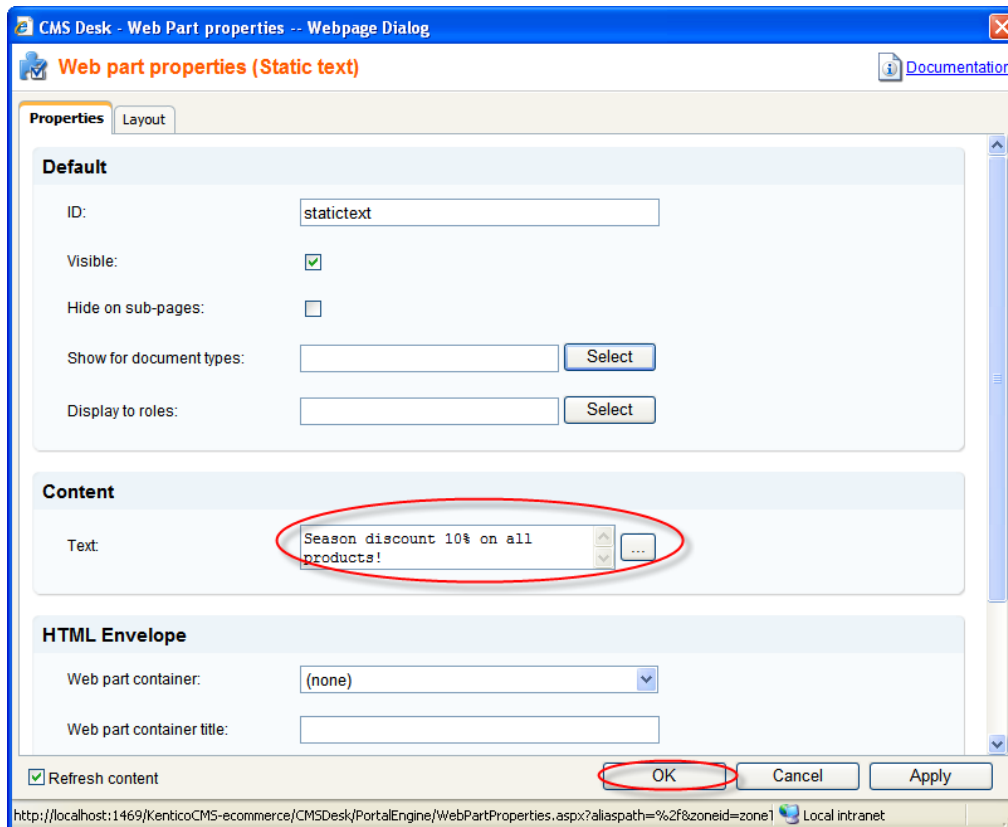 CMS Desk - Web Part properties -- Webpage Dialog
Web part properties (Static text)
Documentation
Properties
Layout
Default
ID:
statictext
Visible:
Hide on sub-pages:
Show for document types:
Select
Display to roles:
Select
Content
Text:
Season discount 10% on all
products!
...
HTML Envelope
Web part container:
(none)
Web part container title:
Refresh content
OK
Cancel
Apply
http://localhost:1469/KenticoCMS-ecommerce/CMSDesk/PortalEngine/WebPartProperties.aspx?aliaspath=%2f&zoneid=zone1
Local intranet